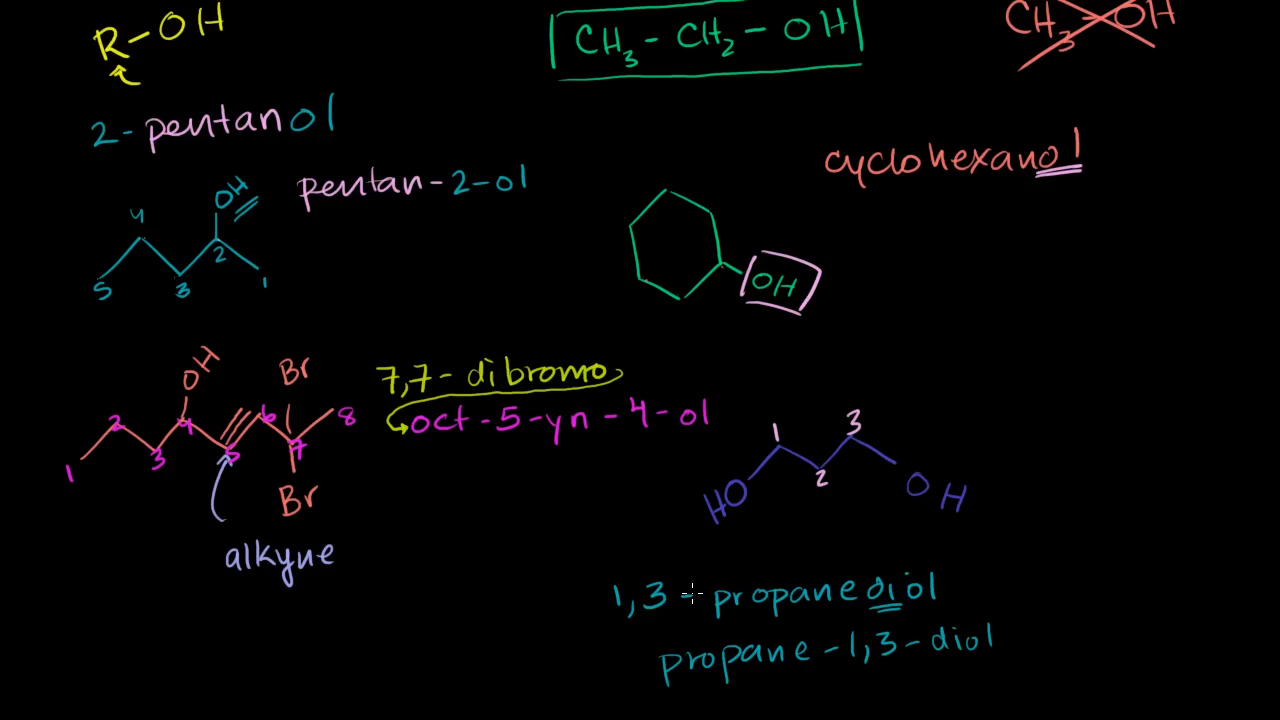 R-OH
CH3-CH2-OH
CH3-OH
2-pentanol
cyclohexanol
pentan-2-ol
OH
4
2
5
3
1
OH
OH
Br
7,7-dibromo
oct-5-yn-4-ol
1 2 3 4 5 6 7 8
Br
alkyne
1
3
2
HO
OH
1,3-propanediol
propane-1,3-diol